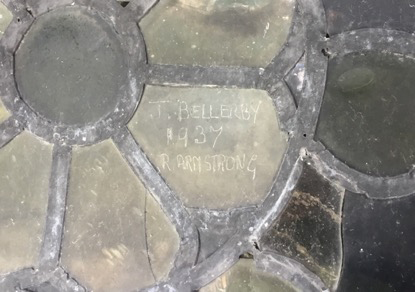 J. BELLERBY
1937
R. ARMSTRONG